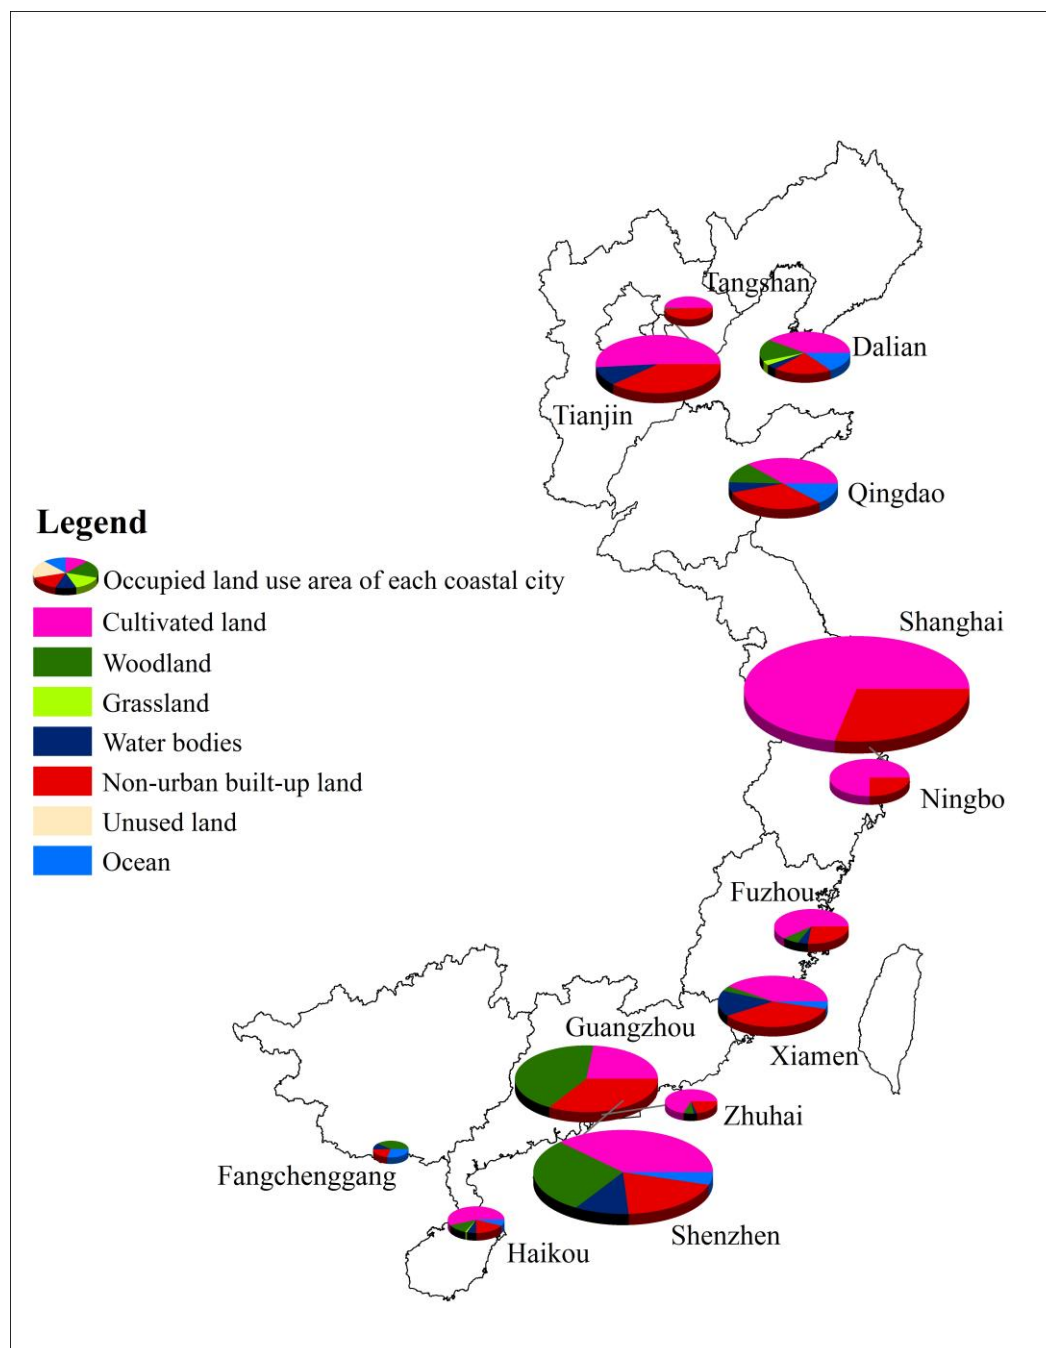 Tangshan
Dalian
Tianjin
Qingdao
Legend
Occupied land use area of each coastal city
Cultivated land
Woodland
Grassland
Water bodies
Non-urban built-up land
Unused land
Ocean
Shanghai
Ningbo
Fuzhou
Guangzhou
Xiamen
Zhuhai
Fangchenggang
Shenzhen
Haikou